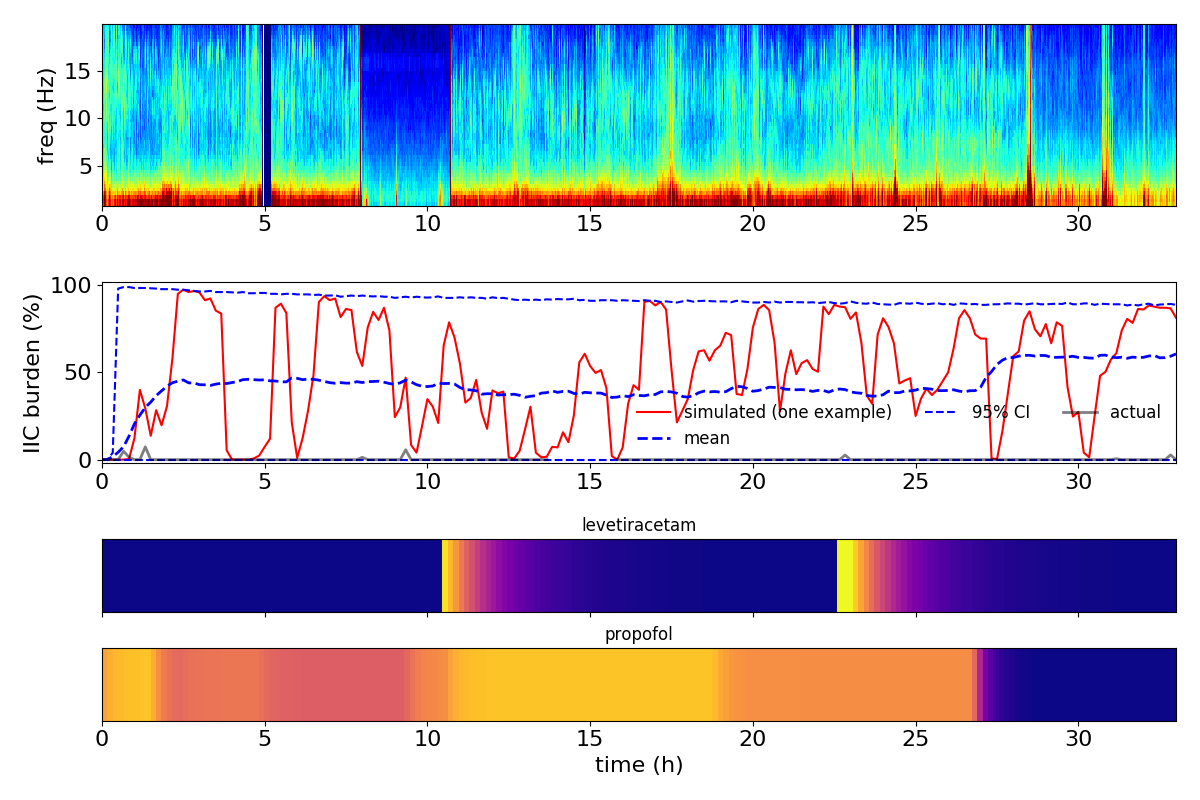 freq (Hz)
15
10
5
0 5 10 15 20 25 30
IIC burden (%)
100
50
0
simulated (one example) 95% CI actual
mean
0 5 10 15 20 25 30
levetiracetam
propofol
0 5 10 15 20 25 30
time (h)